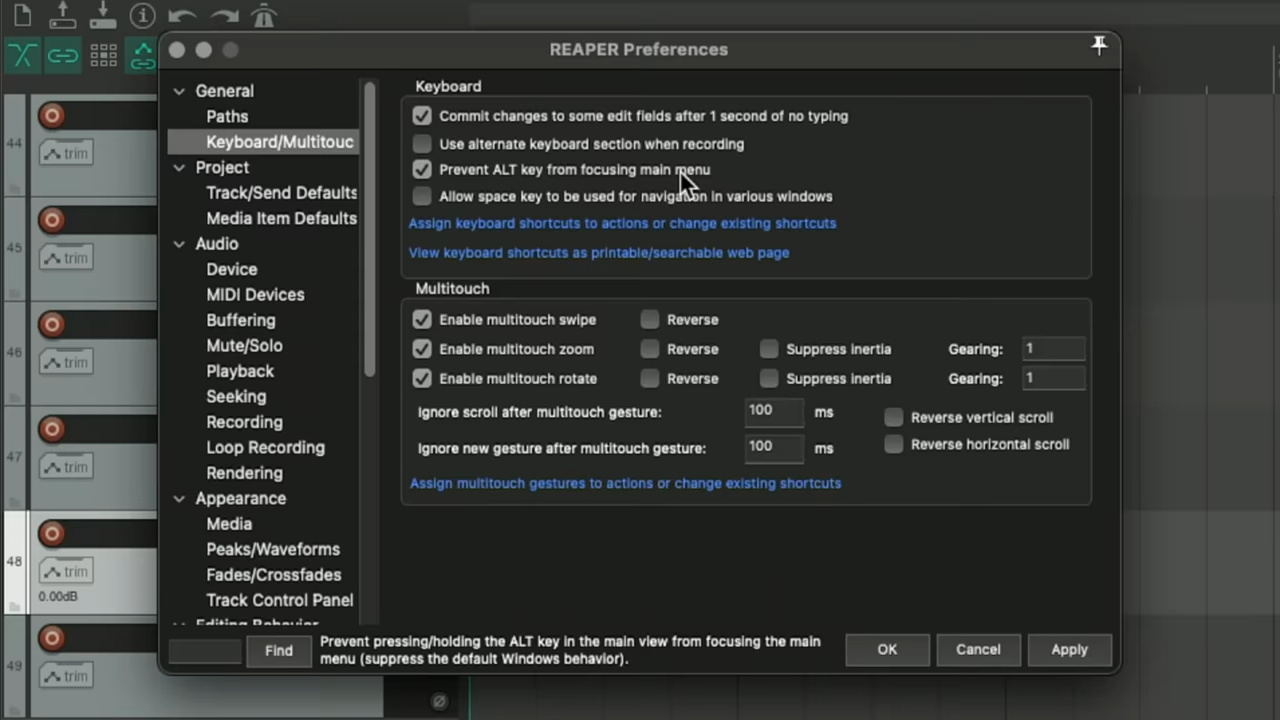 REAPER Preferences
General
Paths
Keyboard/Multitouc
Project
Track/Send Defaults
Media Item Defaults
Audio
Device
MIDI Devices
Buffering
Mute/Solo
Playback
Seeking
Recording
Loop Recording
Rendering
Appearance
Media
Peaks/Waveforms
Fades/Crossfades
Track Control Panel
Editing Behavior
Find
Keyboard
Commit changes to some edit fields after 1 second of no typing
Use alternate keyboard section when recording
Prevent ALT key from focusing main menu
Allow space key to be used for navigation in various windows
Assign keyboard shortcuts to actions or change existing shortcuts
View keyboard shortcuts as printable/searchable web page
Multitouch
Enable multitouch swipe Reverse
Enable multitouch zoom Reverse Suppress inertia Gearing: 1
Enable multitouch rotate Reverse Suppress inertia Gearing: 1
Ignore scroll after multitouch gesture: 100 ms Reverse vertical scroll
Ignore new gesture after multitouch gesture: 100 ms Reverse horizontal scroll
Assign multitouch gestures to actions or change existing shortcuts
Prevent pressing/holding the ALT key in the main view from focusing the main
menu (suppress the default Windows behavior).
OK Cancel Apply
44 trim
45 trim
46 trim
47 trim
48 trim
0.00dB
49 trim